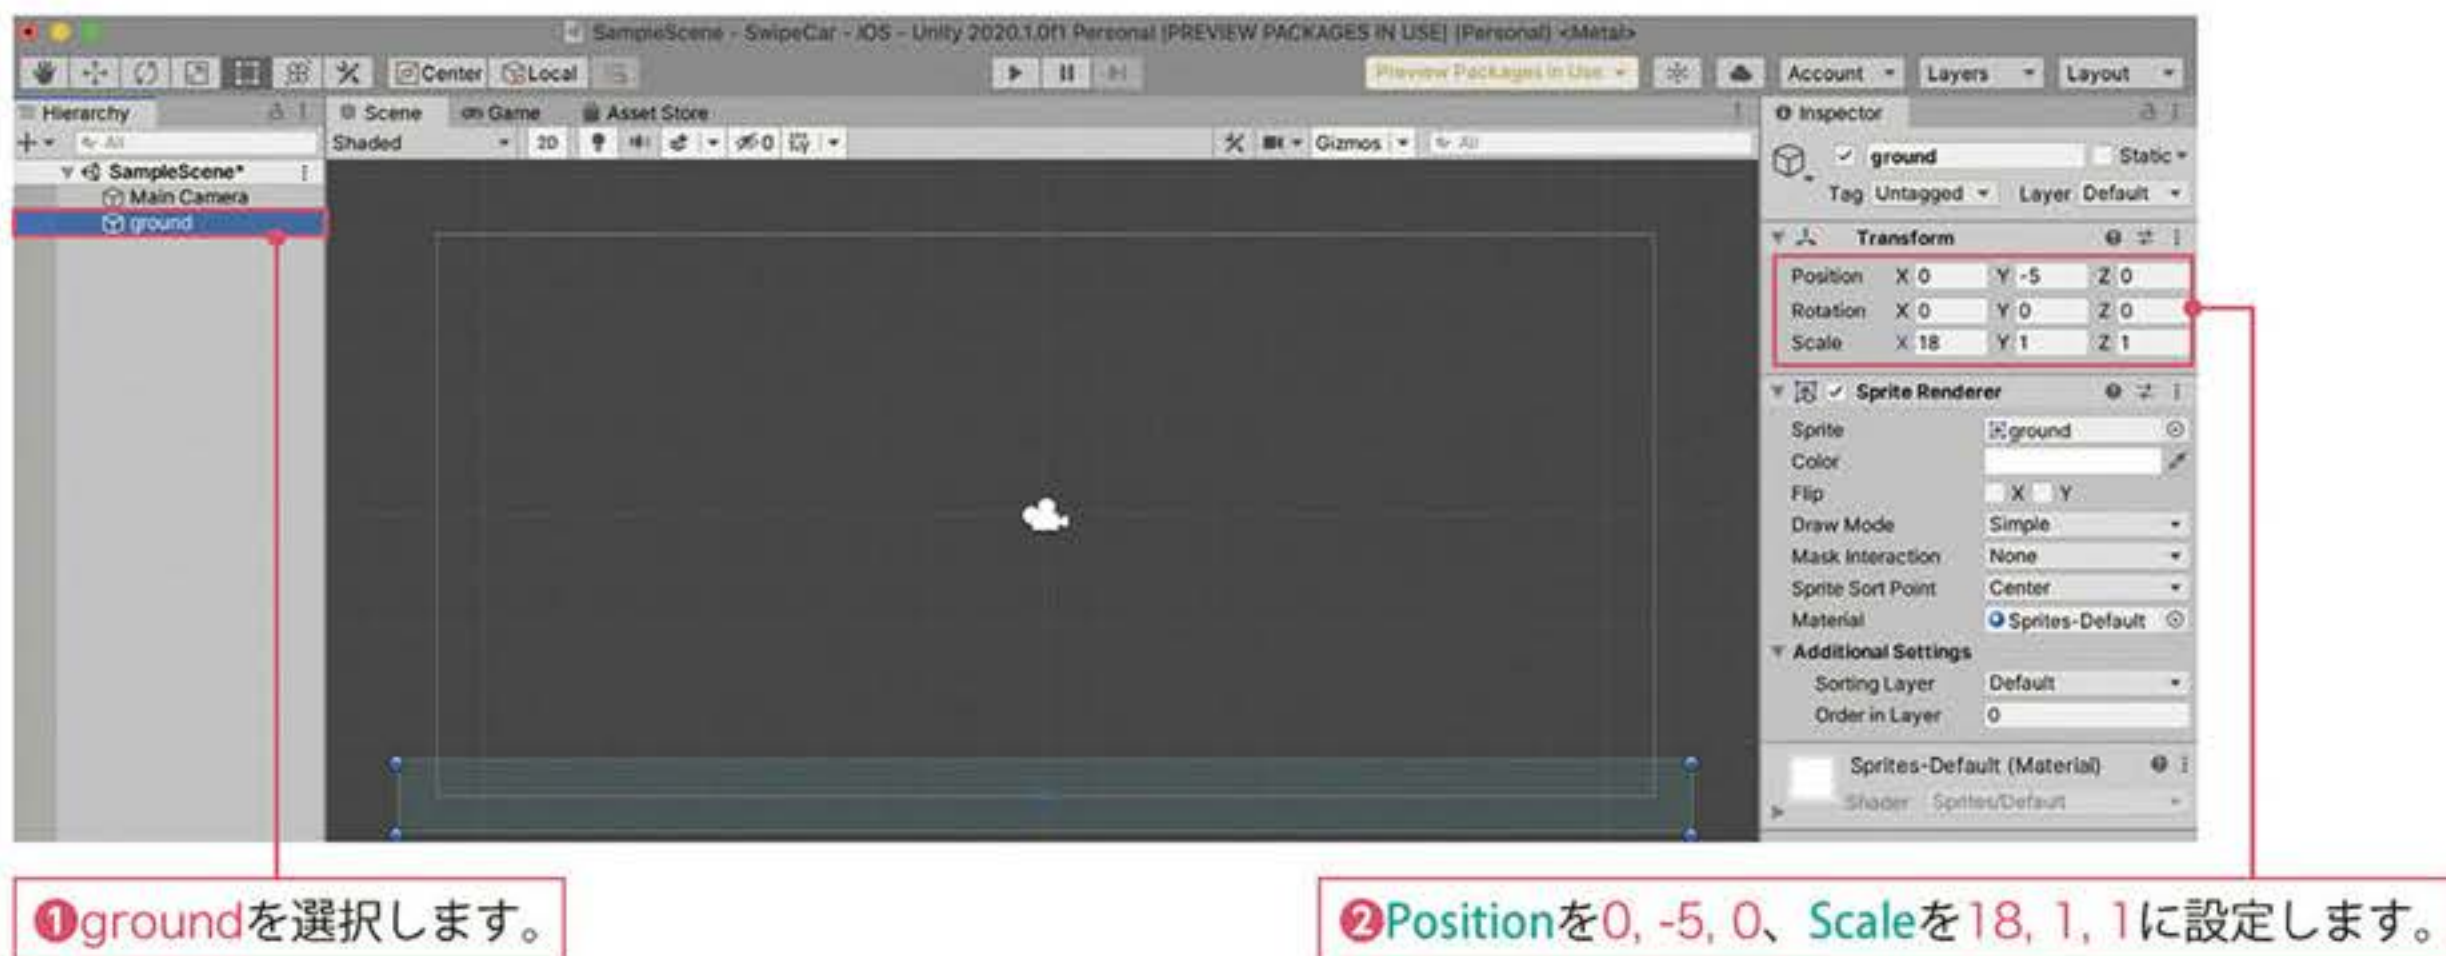 SampleScene - SwipeCar - iOS - Unity 2020.1.0f1 Personal [PREVIEW PACKAGES IN USE] (Personal) <Metal>
Center Local Preview Packages in Use Account Layers Layout
Hierarchy
All
SampleScene*
Main Camera
ground
Scene Game Asset Store
Shaded 2D 0 Gizmos All
Inspector
ground Static
Tag Untagged Layer Default
Transform
Position X 0 Y -5 Z 0
Rotation X 0 Y 0 Z 0
Scale X 18 Y 1 Z 1
Sprite Renderer
Sprite ground
Color
Flip X Y
Draw Mode Simple
Mask Interaction None
Sprite Sort Point Center
Material Sprites-Default
Additional Settings
Sorting Layer Default
Order in Layer 0
Sprites-Default (Material)
Shader Sprites/Default
❶groundを選択します。
❷Positionを0, -5, 0、Scaleを18, 1, 1に設定します。